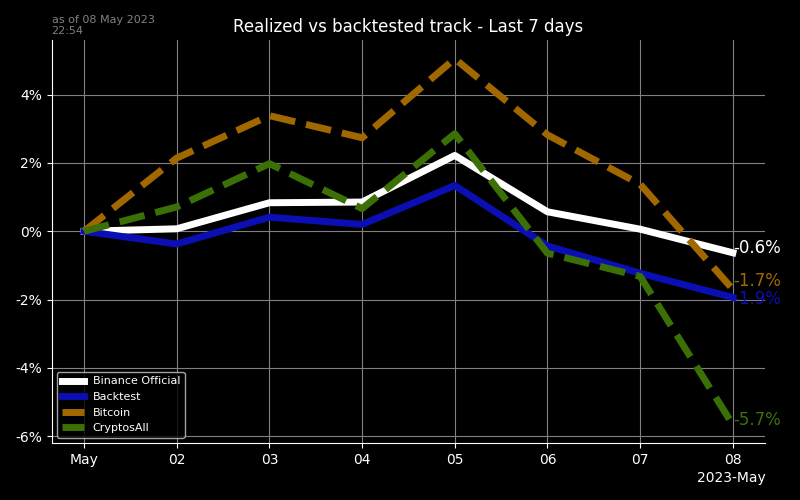 as of 08 May 2023
22:54
Realized vs backtested track - Last 7 days
4%
2%
0%
-2%
-4%
-6%
-0.6%
-1.7%
-1.9%
-5.7%
Binance Official
Backtest
Bitcoin
CryptosAll
May 02 03 04 05 06 07 08
2023-May